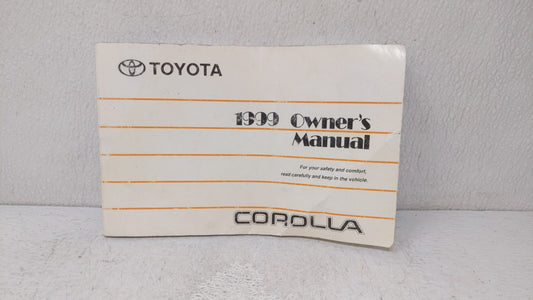 TOYOTA
1999 Owner's
Manual
For your safety and comfort,
read carefully and keep in the vehicle.
COROLLA